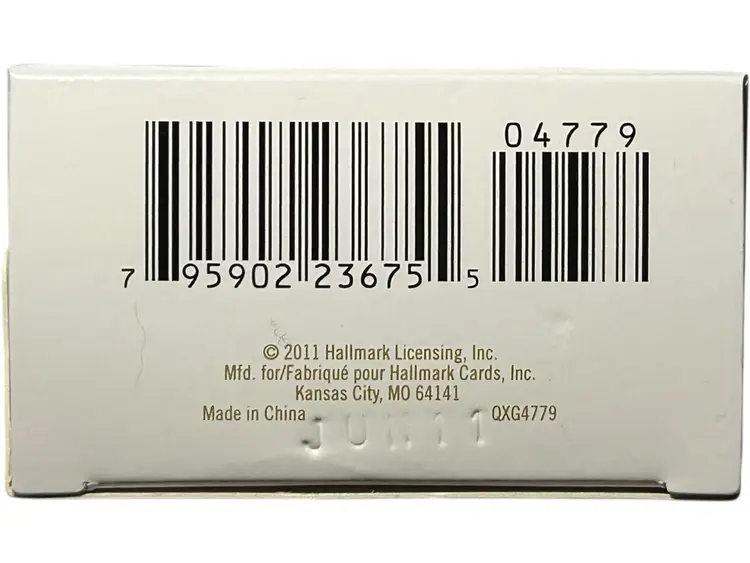 04779
7 95902 23675 5
© 2011 Hallmark Licensing, Inc.
Mfd. for/Fabriqué pour Hallmark Cards, Inc.
Kansas City, MO 64141
Made in China JUN11 QXG4779